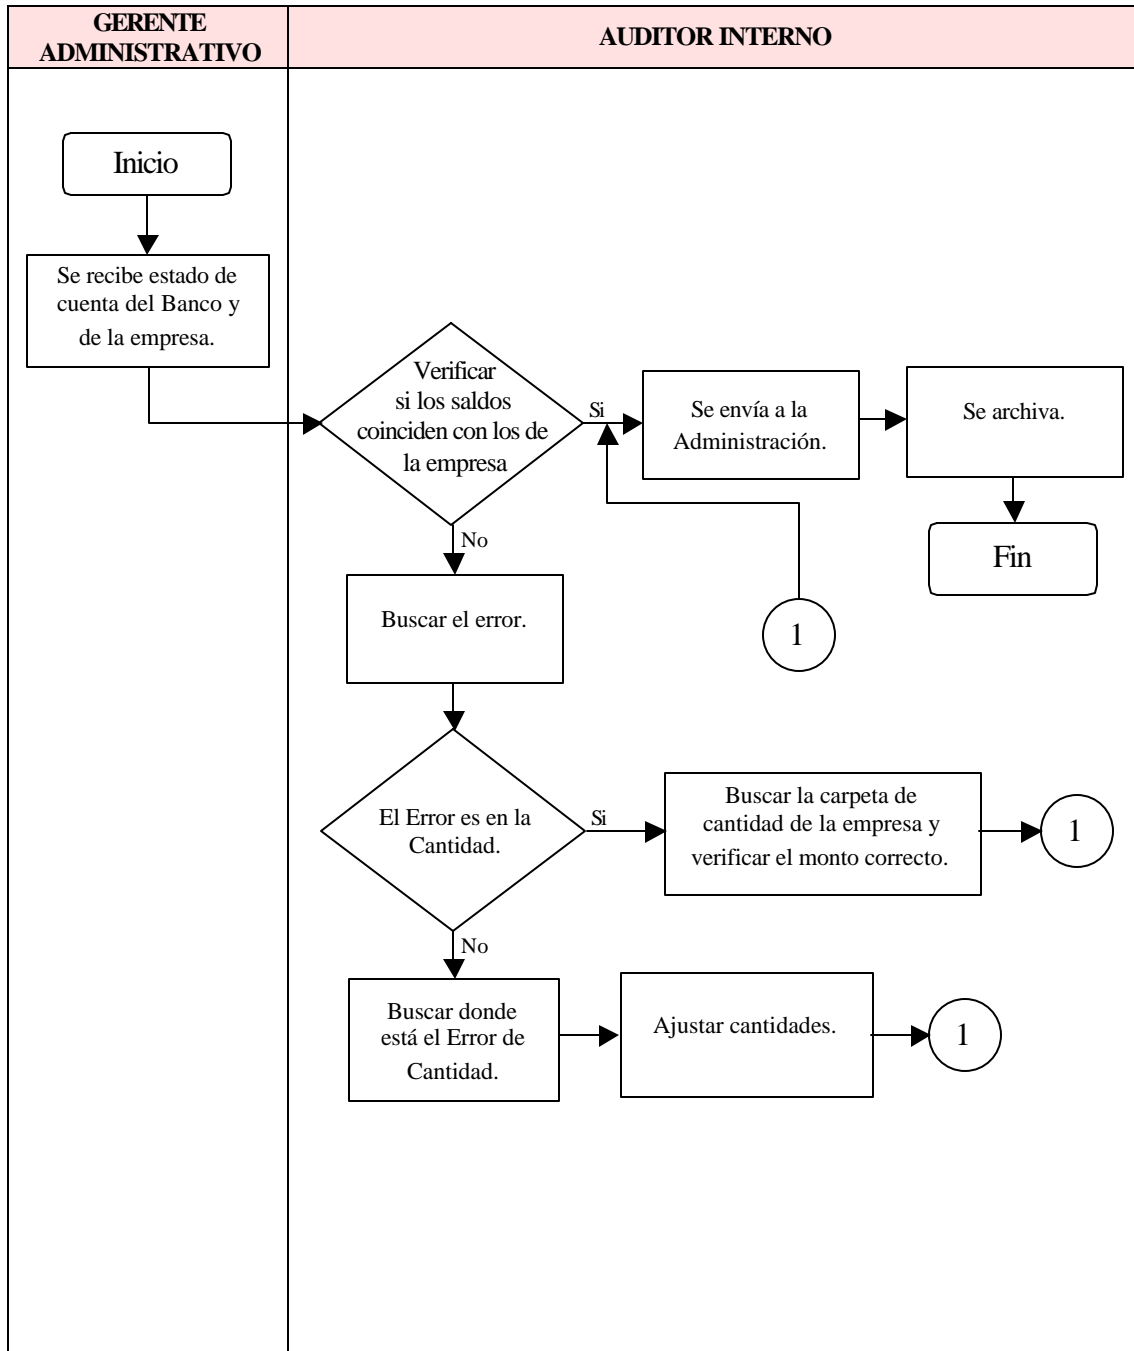 GERENTE
ADMINISTRATIVO
AUDITOR INTERNO
Inicio
Se recibe estado de
cuenta del Banco y
de la empresa.
Verificar
si los saldos
coinciden con los de
la empresa
Si
Se envía a la
Administración.
Se archiva.
Fin
No
Buscar el error.
1
El Error es en la
Cantidad.
Si
Buscar la carpeta de
cantidad de la empresa y
verificar el monto correcto.
1
No
Buscar donde
está el Error de
Cantidad.
Ajustar cantidades.
1